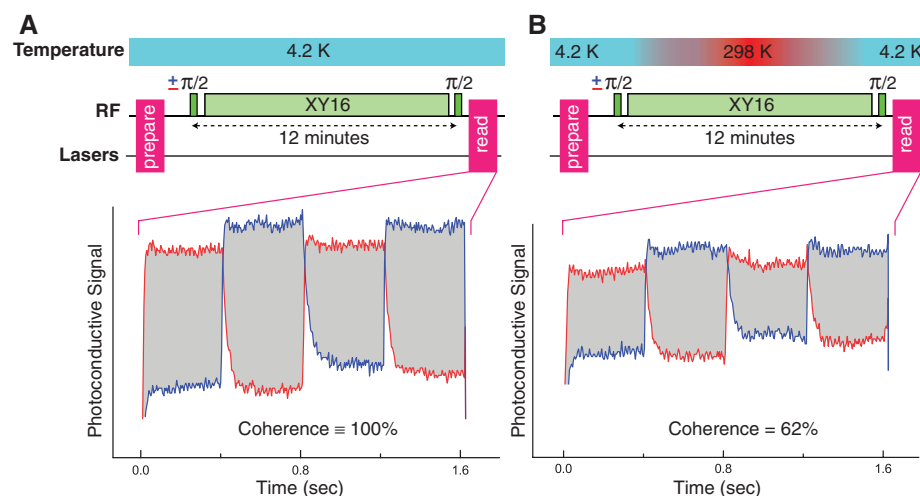 A
Temperature
4.2 K
± π/2
π/2
RF
XY16
12 minutes
prepare
read
Lasers
Photoconductive Signal
Coherence ≡ 100%
0.0
0.8
1.6
Time (sec)
B
4.2 K
298 K
4.2 K
± π/2
π/2
XY16
12 minutes
prepare
read
Photoconductive Signal
Coherence = 62%
0.0
0.8
1.6
Time (sec)